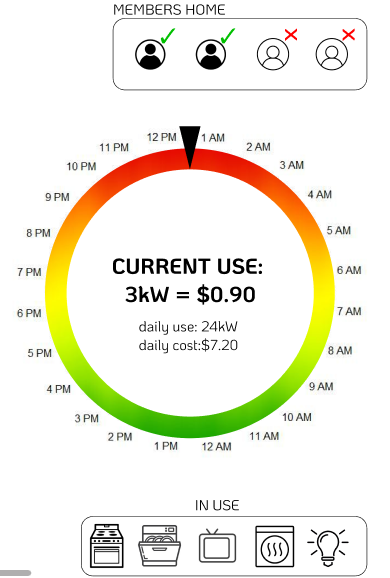 MEMBERS HOME
12 PM
1 AM
2 AM
3 AM
4 AM
5 AM
6 AM
7 AM
8 AM
9 AM
10 AM
11 AM
12 AM
1 PM
2 PM
3 PM
4 PM
5 PM
6 PM
7 PM
8 PM
9 PM
10 PM
11 PM
CURRENT USE:
3kW = $0.90
daily use: 24kW
daily cost:$7.20
IN USE